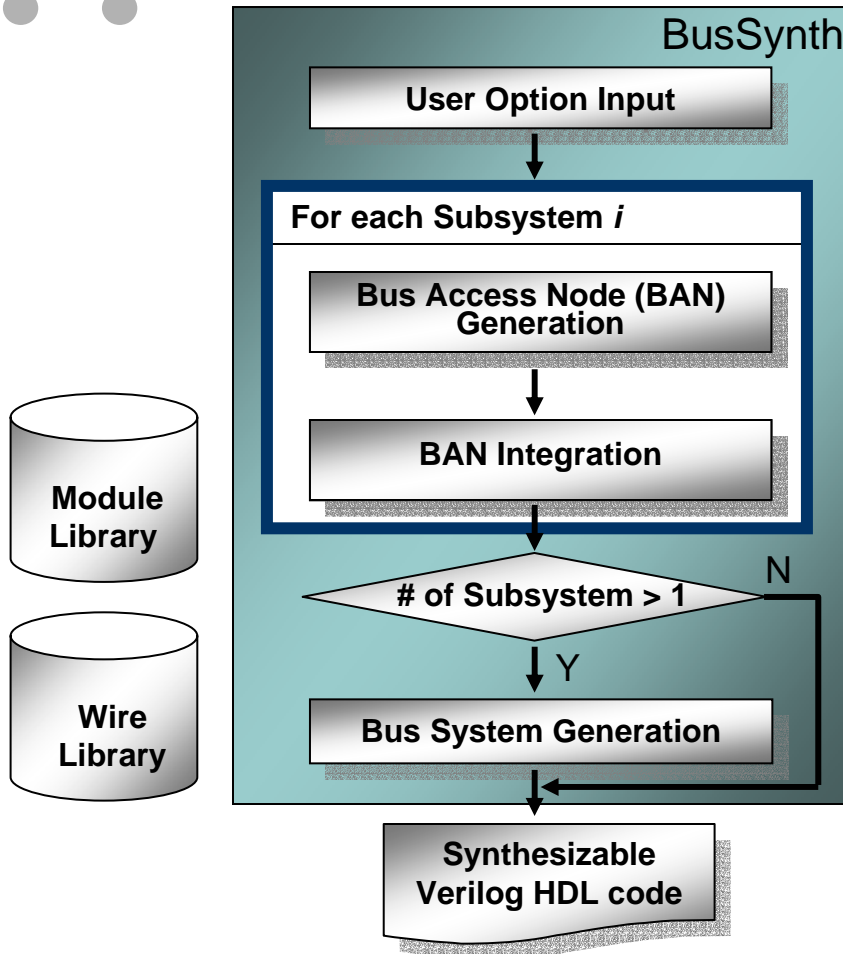 BusSynth
User Option Input
For each Subsystem i
Bus Access Node (BAN)
Generation
BAN Integration
Module
Library
# of Subsystem > 1
N
Y
Wire
Library
Bus System Generation
Synthesizable
Verilog HDL code